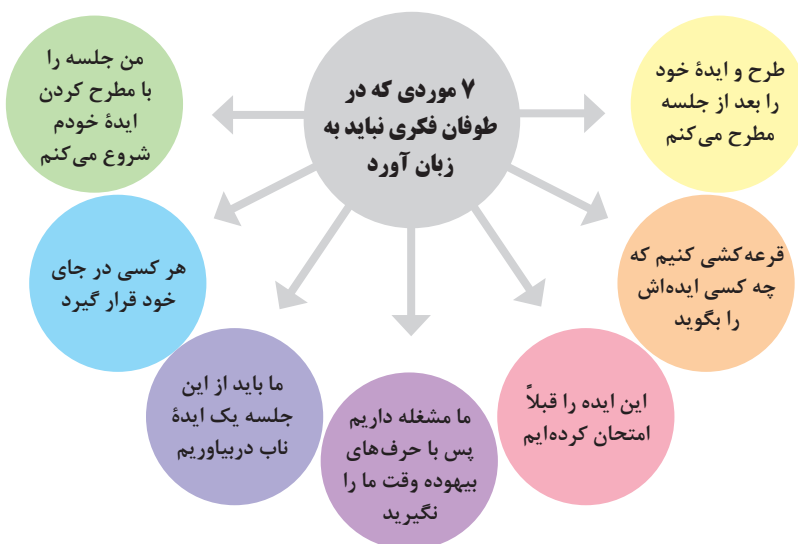 ۷ موردی که در
طوفان فکری نباید به
زبان آورد
طرح و ایدهٔ خود
را بعد از جلسه
مطرح می‌کنم
قرعه‌کشی کنیم که
چه کسی ایده‌اش
را بگوید
این ایده را قبلاً
امتحان کرده‌ایم
ما مشغله داریم
پس با حرف‌های
بیهوده وقت ما را
نگیرید
ما باید از این
جلسه یک ایدهٔ
ناب دربیاوریم
هر کسی در جای
خود قرار گیرد
من جلسه را
با مطرح کردن
ایدهٔ خودم
شروع می‌کنم